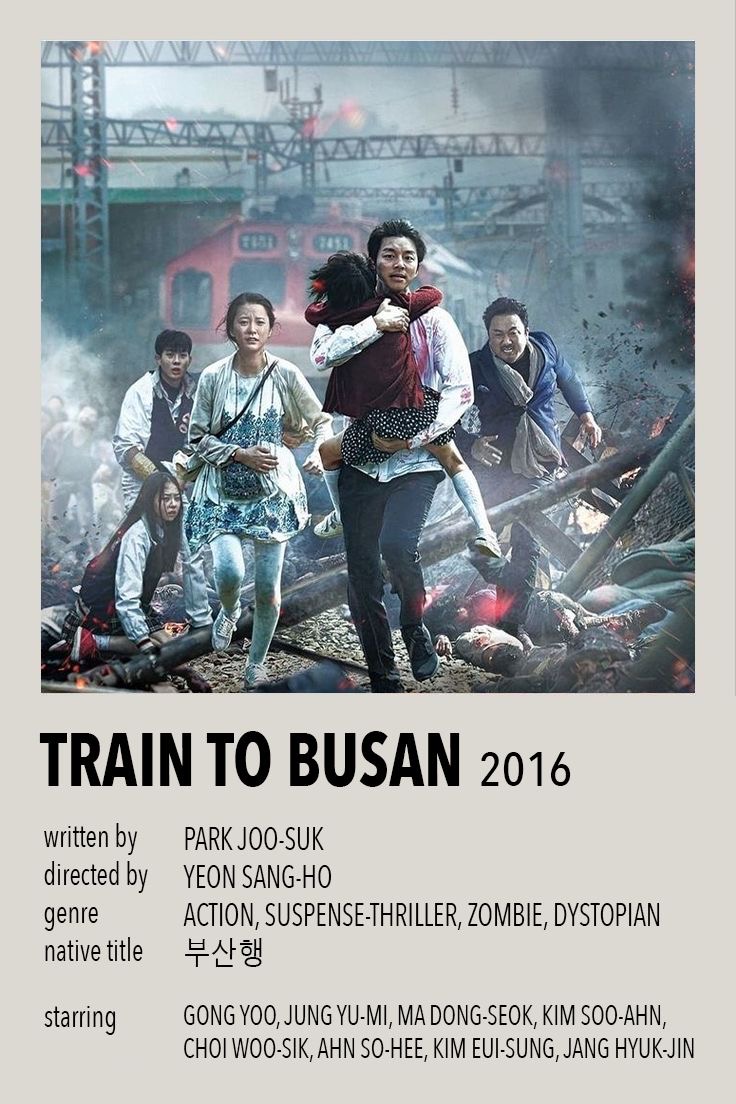 TRAIN TO BUSAN 2016
written by PARK JOO-SUK
directed by YEON SANG-HO
genre ACTION, SUSPENSE-THRILLER, ZOMBIE, DYSTOPIAN
native title 부산행
starring GONG YOO, JUNG YU-MI, MA DONG-SEOK, KIM SOO-AHN,
CHOI WOO-SIK, AHN SO-HEE, KIM EUI-SUNG, JANG HYUK-JIN